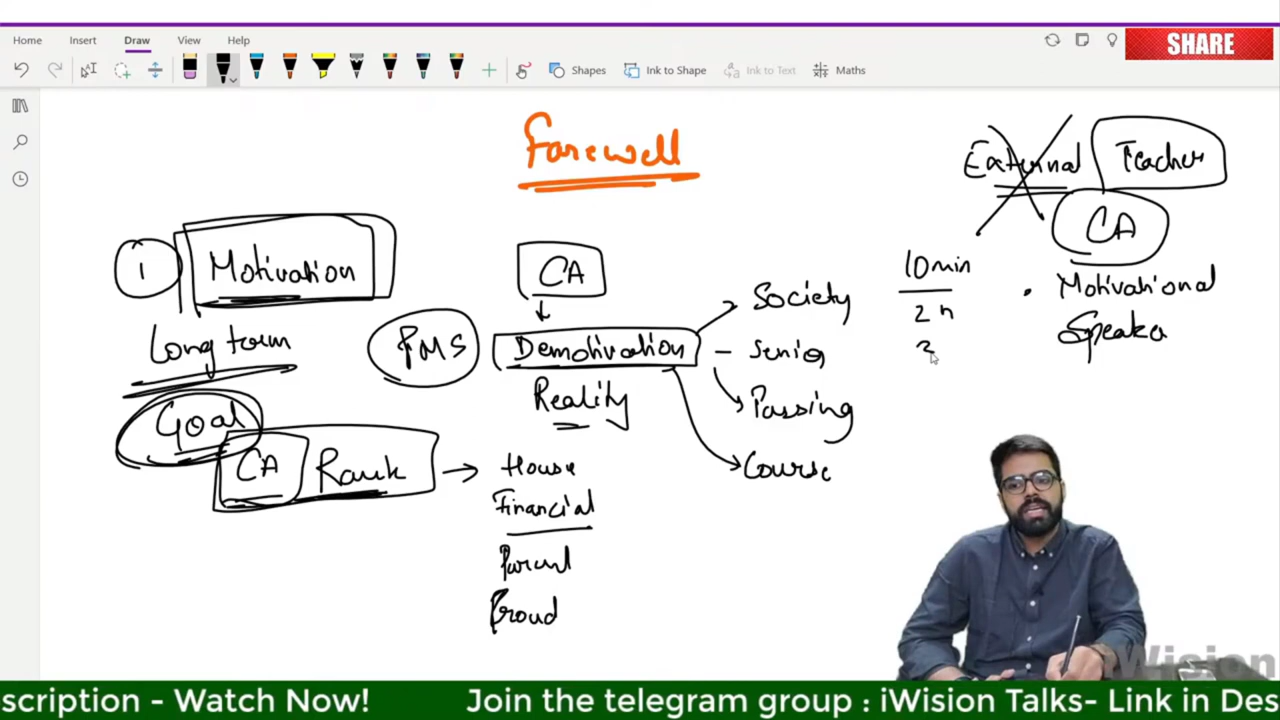 Home Insert Draw View Help
SHARE
Shapes Ink to Shape Ink to Text Maths
Farewell
External Teacher
CA
10 min
2 h
Motivational
Speaker
1 Motivation
Long term
Goal
CA Rank
FMS
CA
Demotivation
Reality
House
Financial
Parent
Proud
Society
Senior
Passing
Course
iWision
scription - Watch Now! Join the telegram group : iWision Talks- Link in Des